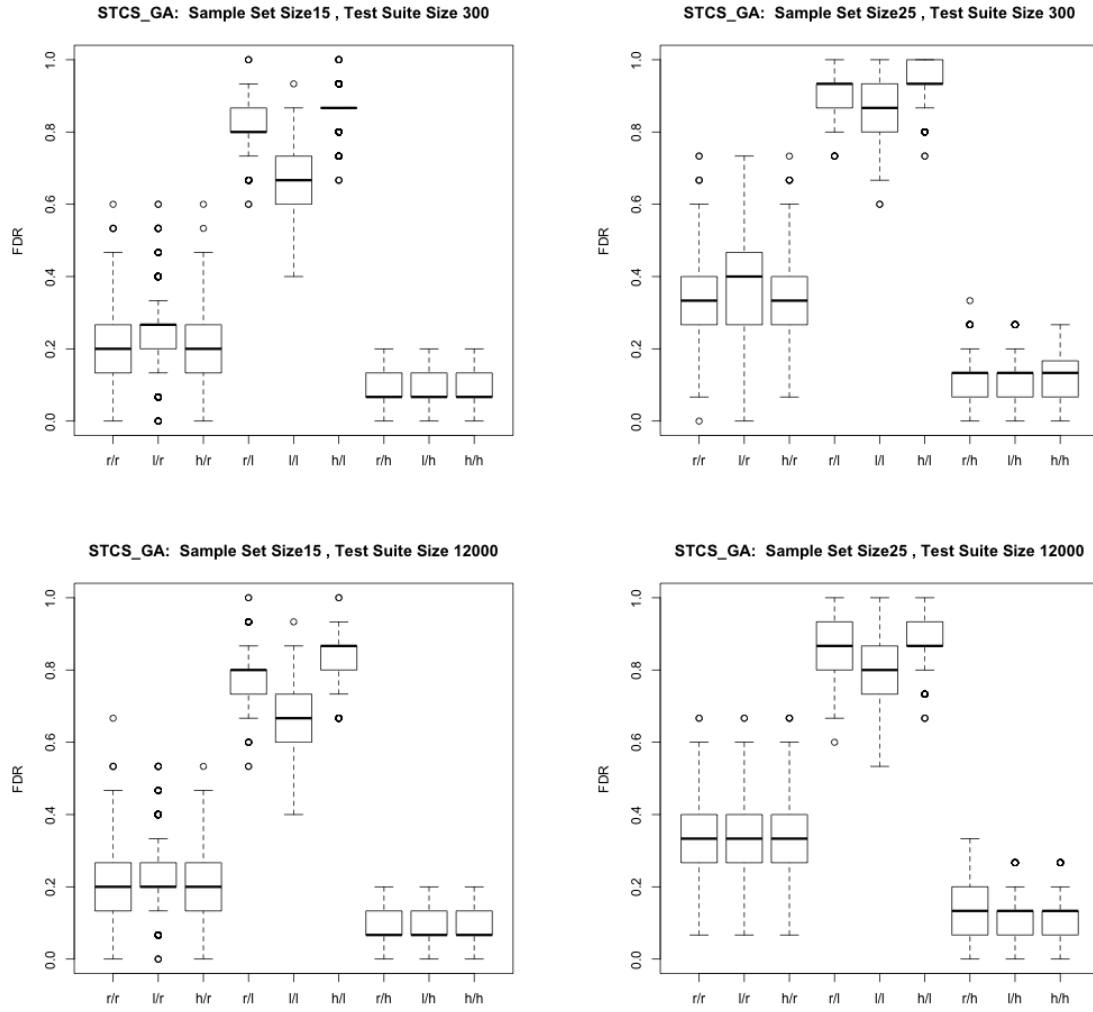 STCS_GA: Sample Set Size15 , Test Suite Size 300
1.0
0.8
0.6
0.4
0.2
0.0
FDR
r/r l/r h/r r/l l/l h/l r/h l/h h/h
STCS_GA: Sample Set Size25 , Test Suite Size 300
1.0
0.8
0.6
0.4
0.2
0.0
FDR
r/r l/r h/r r/l l/l h/l r/h l/h h/h
STCS_GA: Sample Set Size15 , Test Suite Size 12000
1.0
0.8
0.6
0.4
0.2
0.0
FDR
r/r l/r h/r r/l l/l h/l r/h l/h h/h
STCS_GA: Sample Set Size25 , Test Suite Size 12000
1.0
0.8
0.6
0.4
0.2
0.0
FDR
r/r l/r h/r r/l l/l h/l r/h l/h h/h